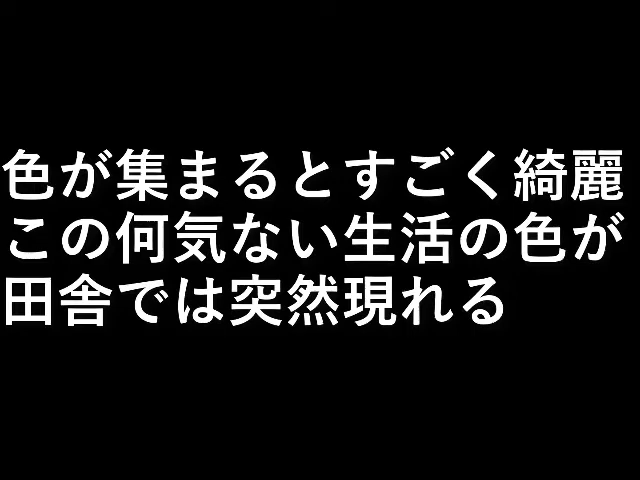 色が集まるとすごく綺麗
この何気ない生活の色が
田舎では突然現れる